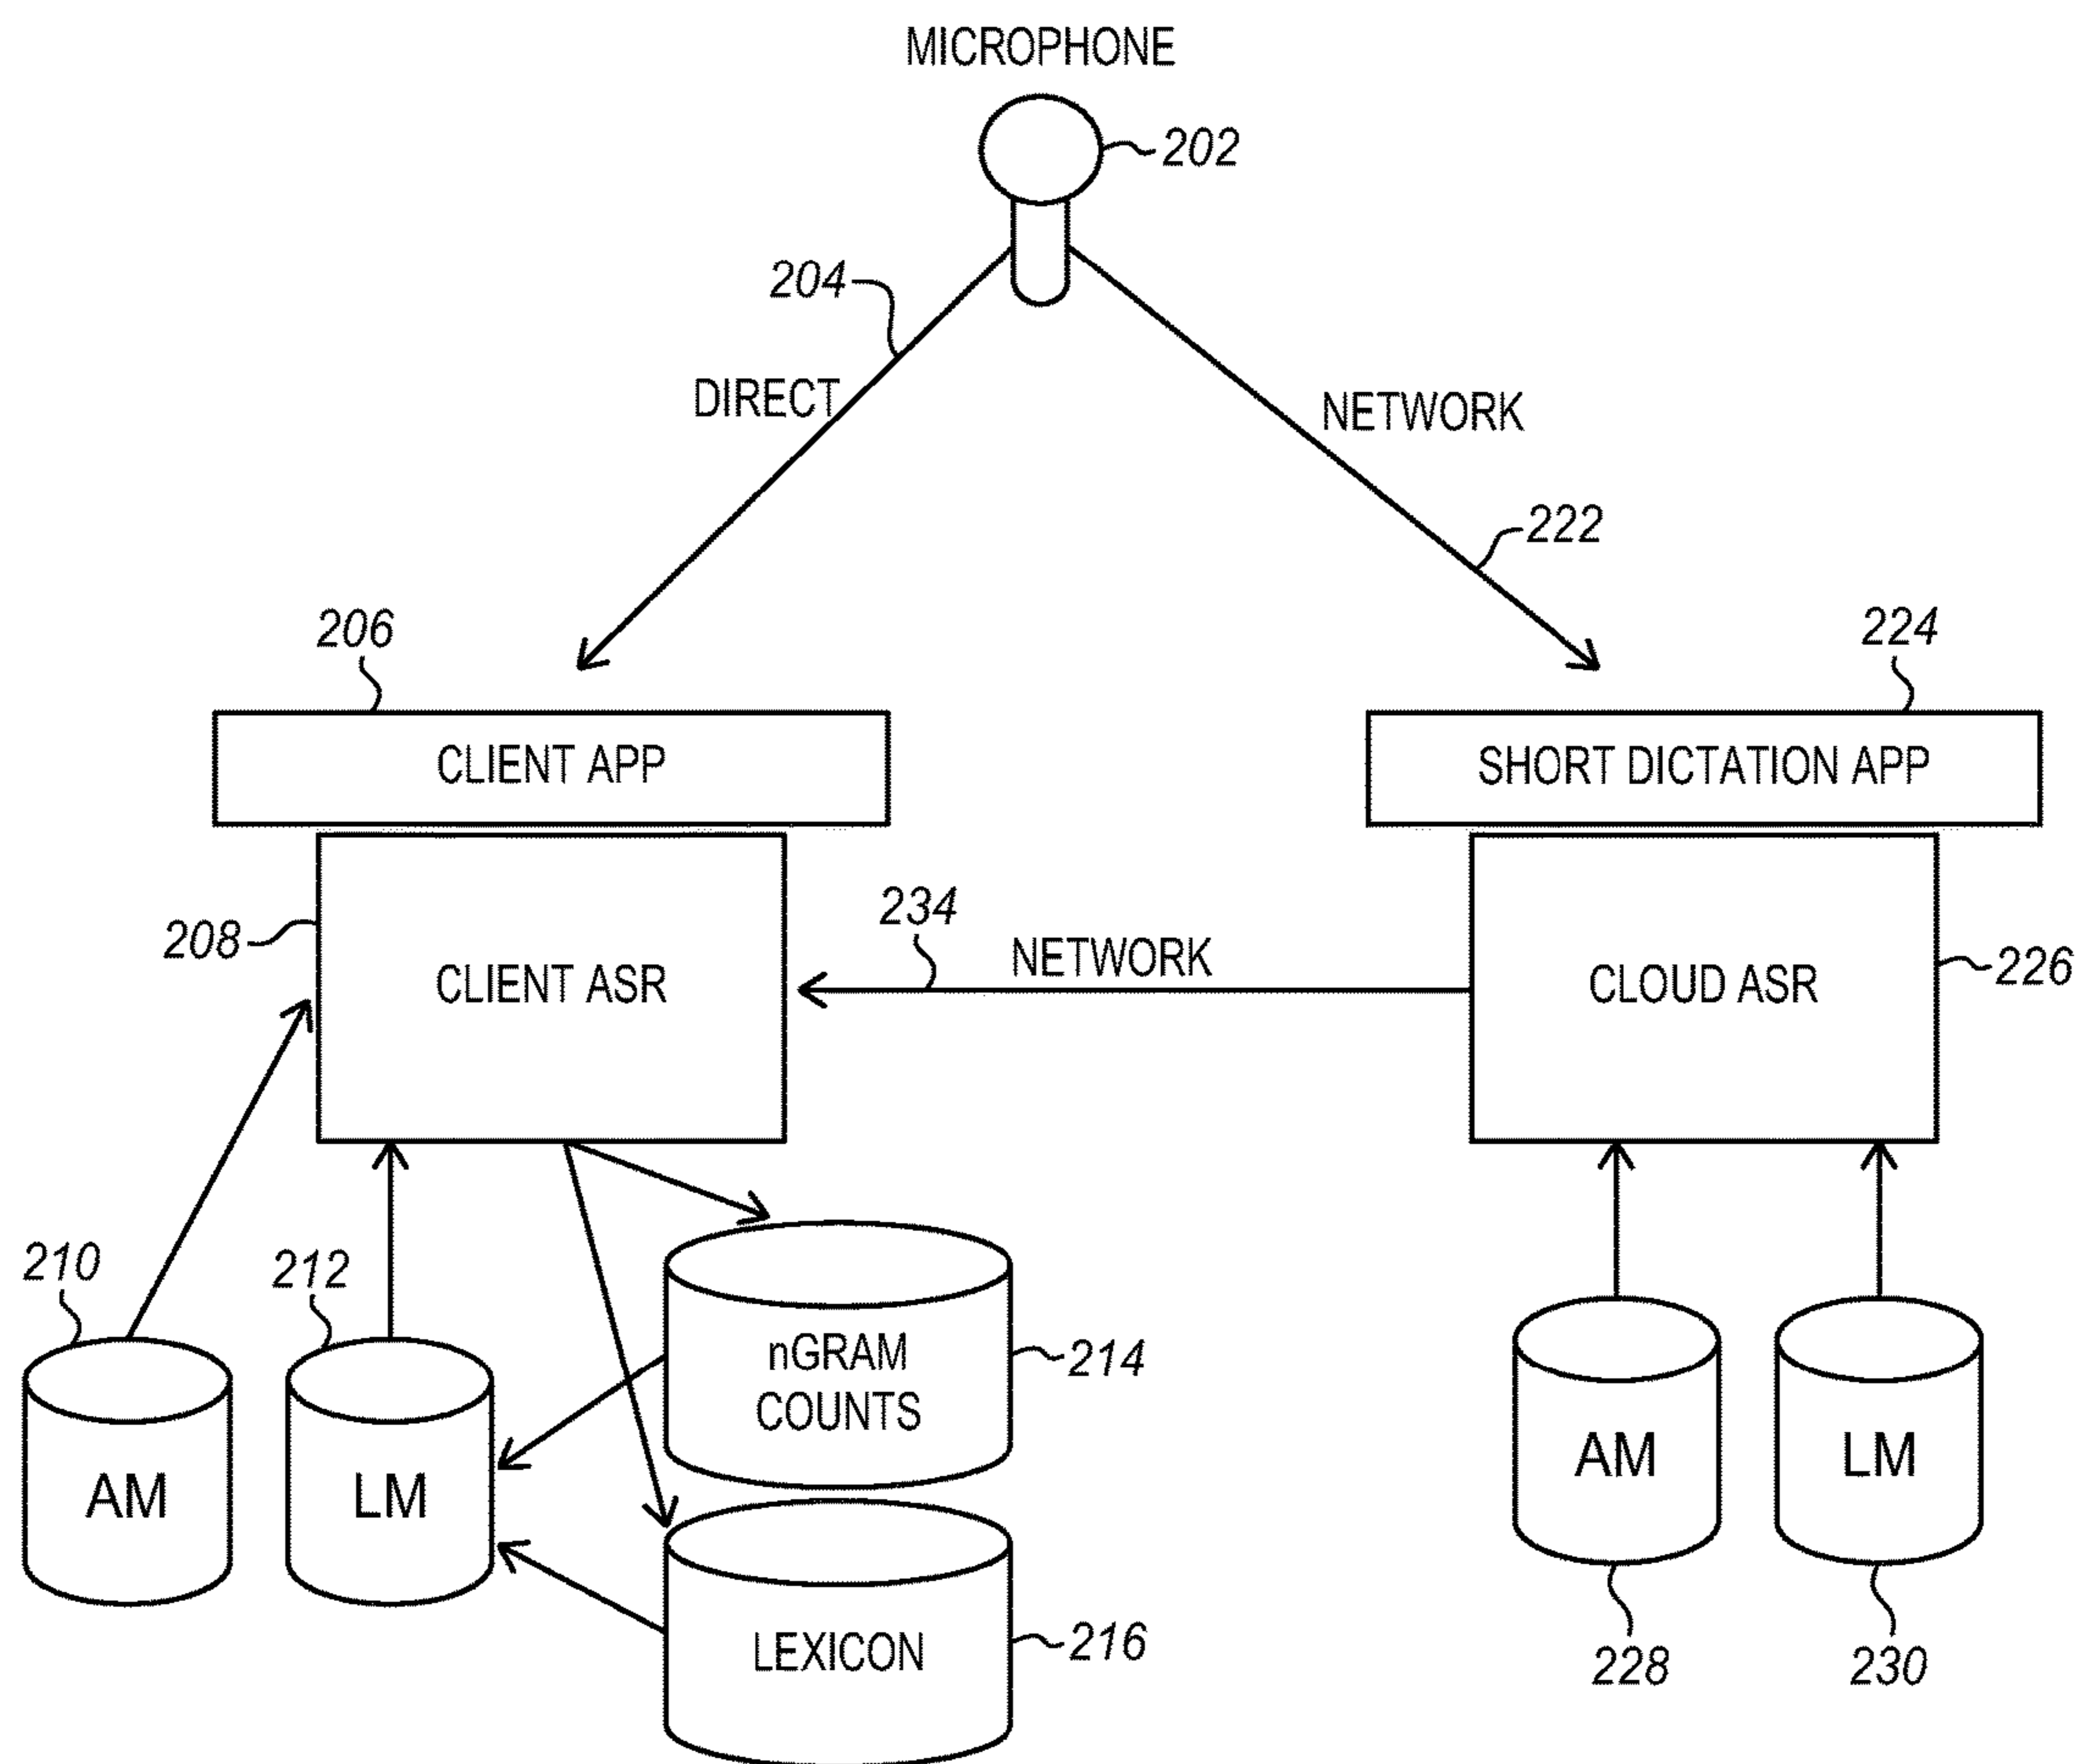 MICROPHONE
202
204
DIRECT
NETWORK
222
206
224
CLIENT APP
SHORT DICTATION APP
208
CLIENT ASR
234
NETWORK
CLOUD ASR
226
210
212
nGRAM
COUNTS
214
AM
LM
AM
LM
LEXICON
216
228
230